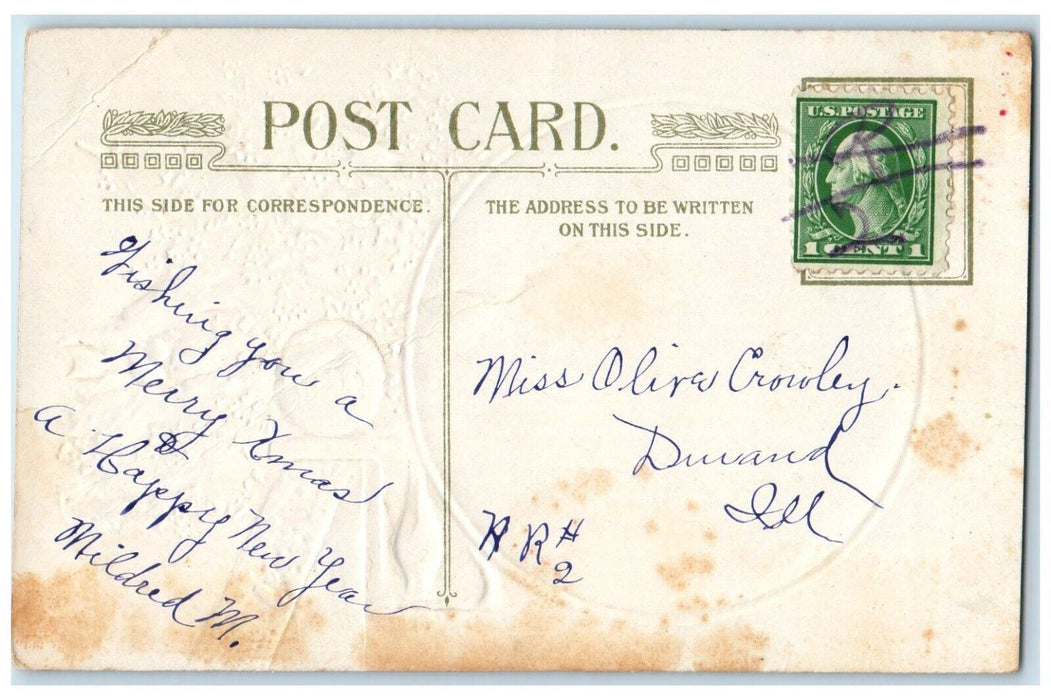 POST CARD.
THIS SIDE FOR CORRESPONDENCE.
THE ADDRESS TO BE WRITTEN
ON THIS SIDE.
U.S. POSTAGE
1 CENT 1
Wishing you a
Merry Xmas
&
A Happy New Year
Mildred M.
Miss Oliva Crowley.
Durand
Ill
R R #
2